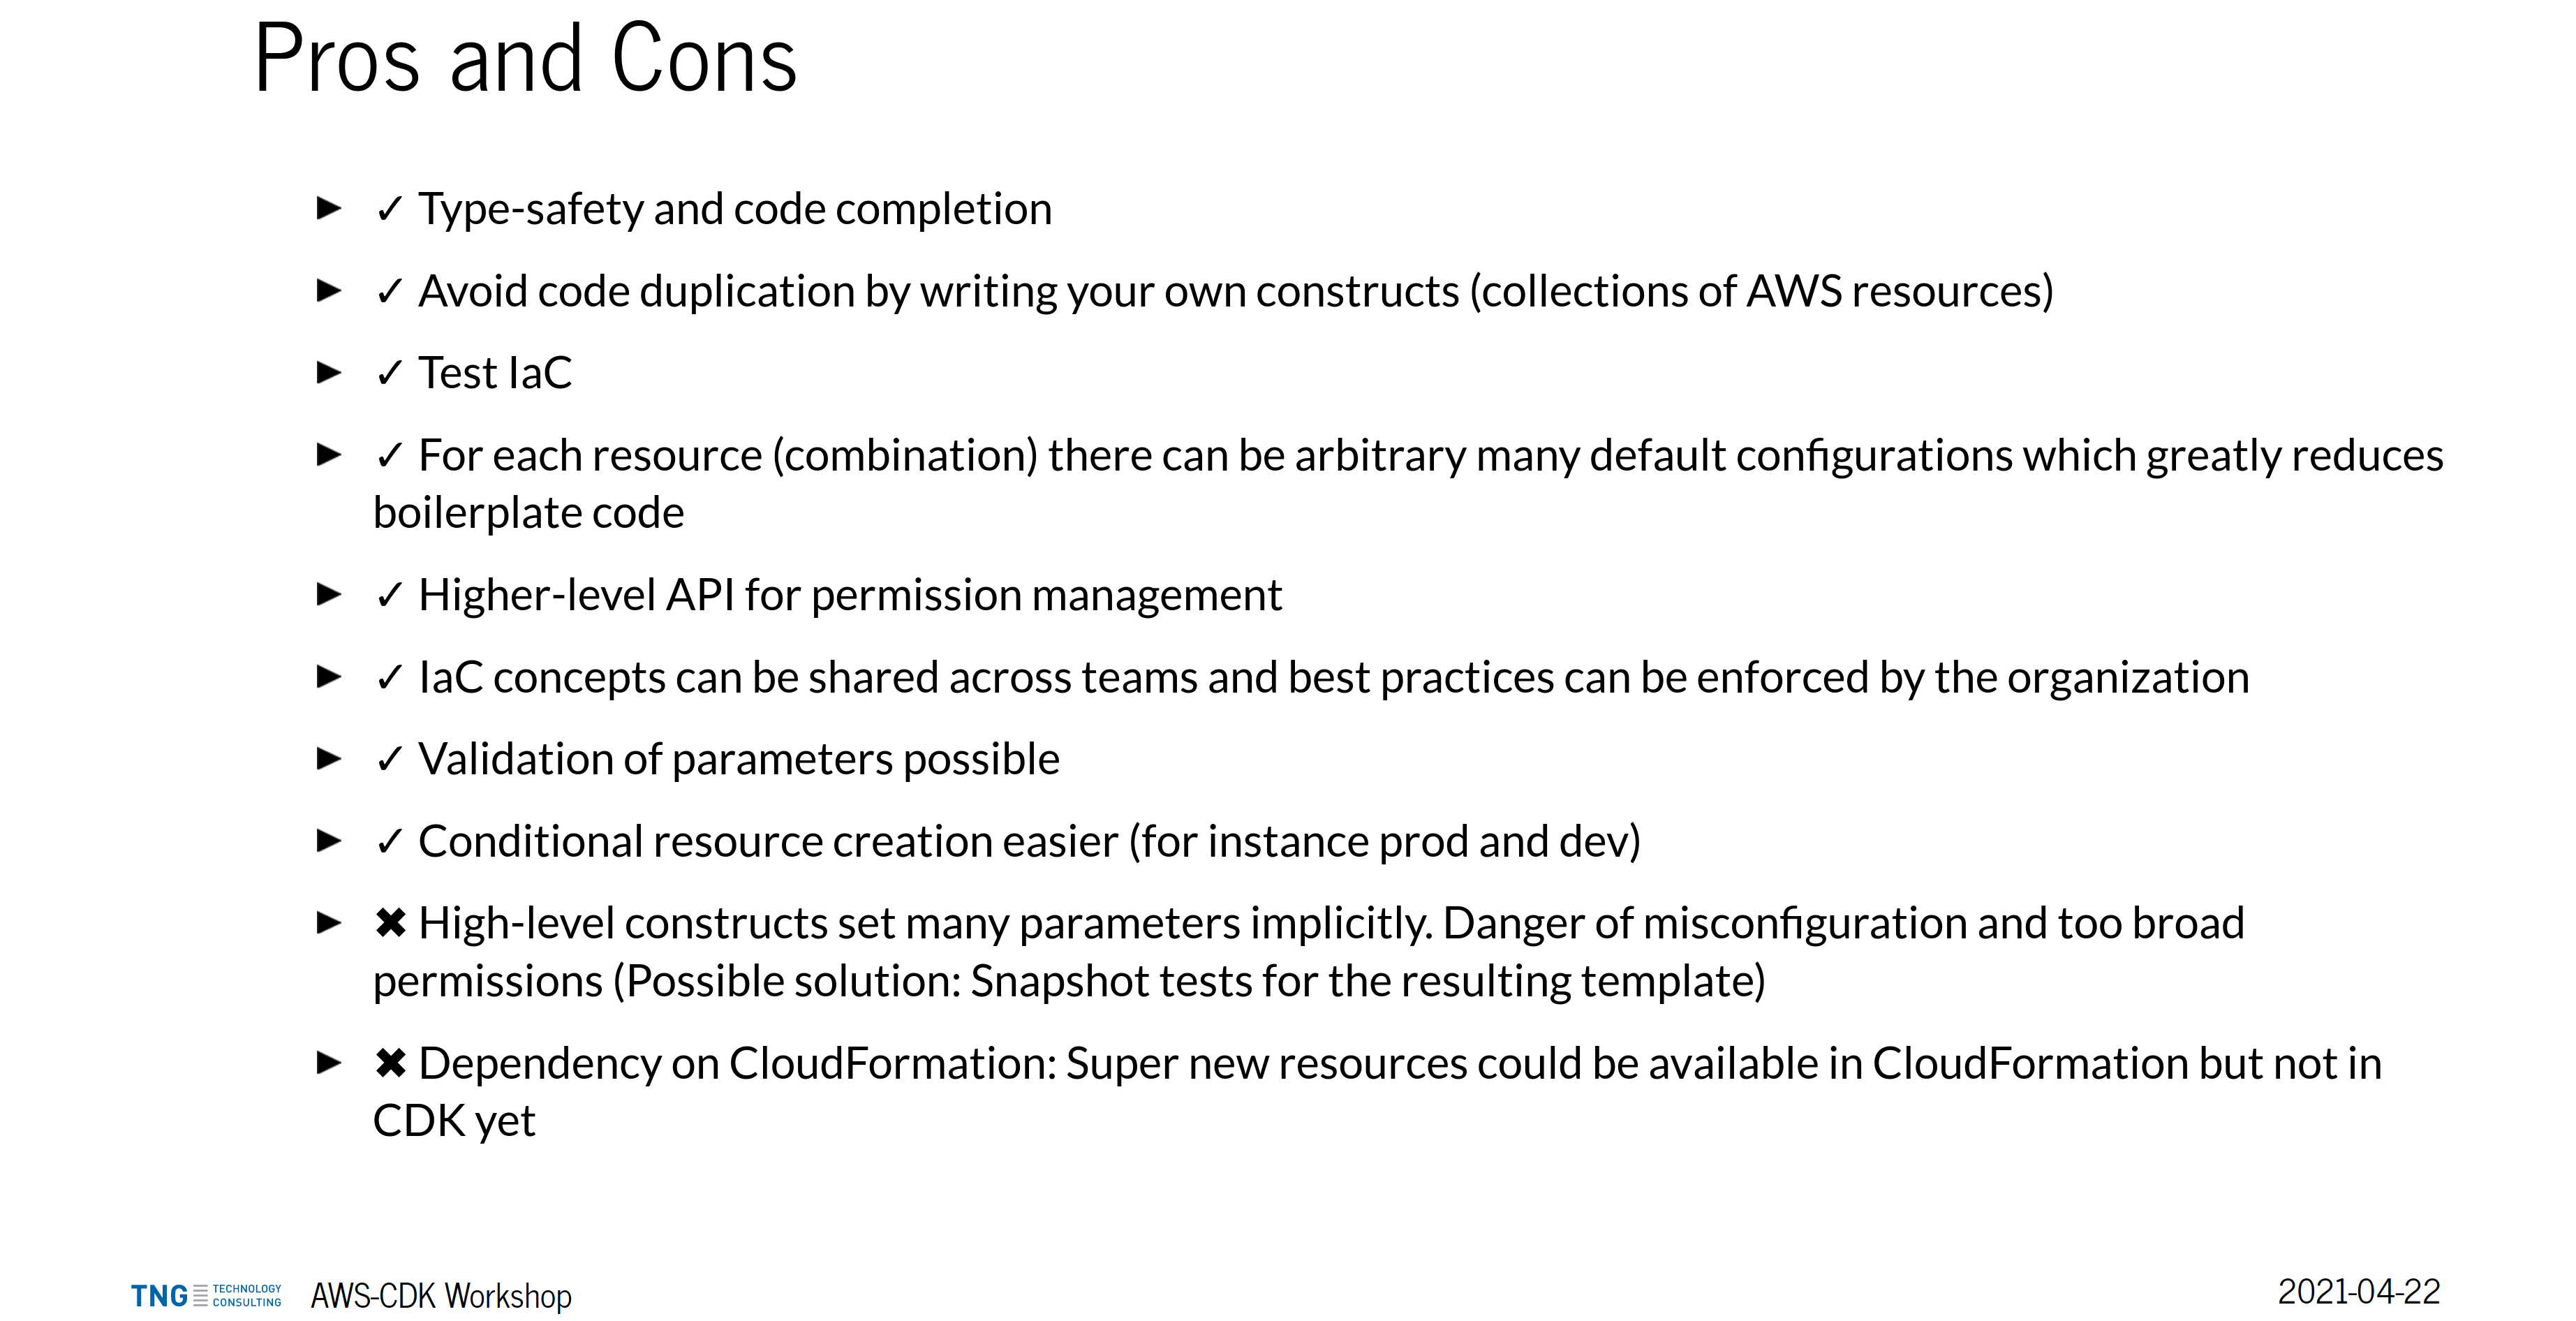 Pros and Cons
► ✓ Type-safety and code completion
► ✓ Avoid code duplication by writing your own constructs (collections of AWS resources)
► ✓ Test IaC
► ✓ For each resource (combination) there can be arbitrary many default configurations which greatly reduces
boilerplate code
► ✓ Higher-level API for permission management
► ✓ IaC concepts can be shared across teams and best practices can be enforced by the organization
► ✓ Validation of parameters possible
► ✓ Conditional resource creation easier (for instance prod and dev)
► ✖ High-level constructs set many parameters implicitly. Danger of misconfiguration and too broad
permissions (Possible solution: Snapshot tests for the resulting template)
► ✖ Dependency on CloudFormation: Super new resources could be available in CloudFormation but not in
CDK yet
TNG TECHNOLOGY
CONSULTING
AWS-CDK Workshop
2021-04-22